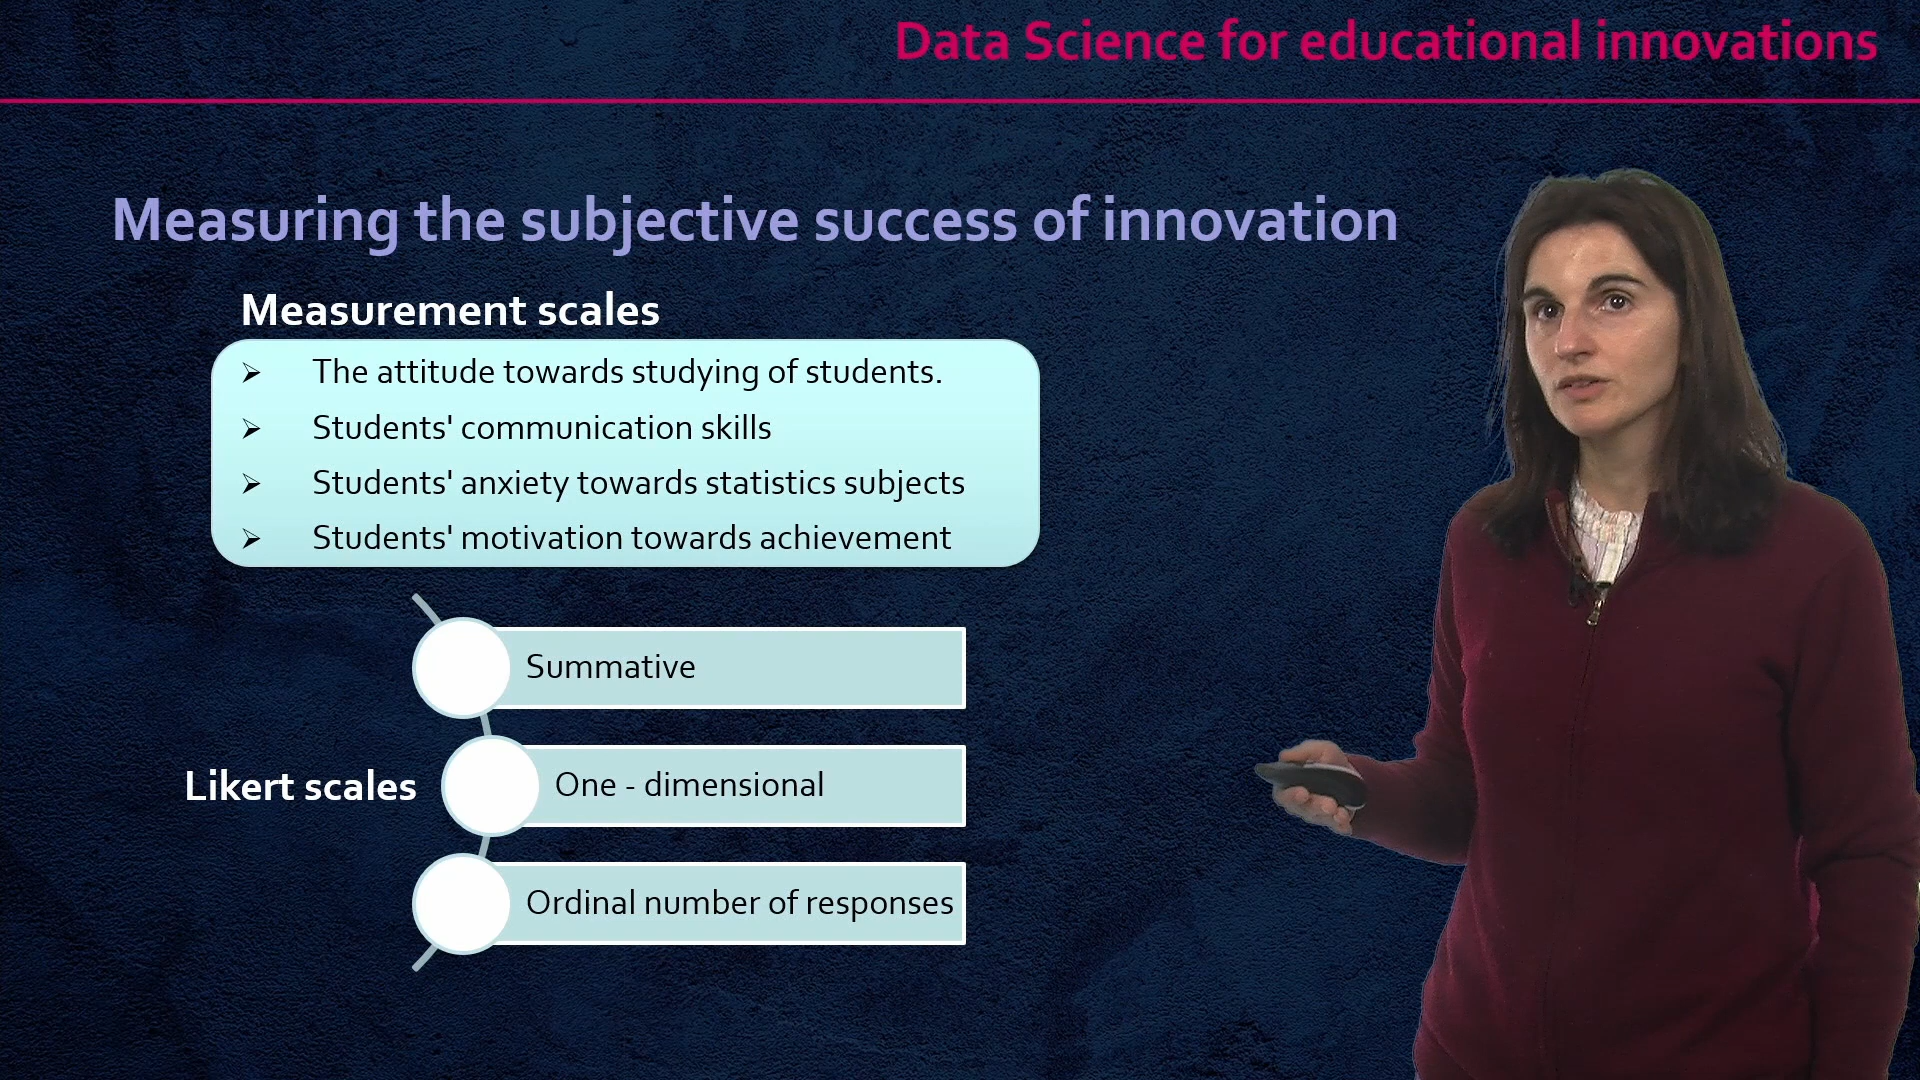 Data Science for educational innovations
Measuring the subjective success of innovation
Measurement scales
The attitude towards studying of students.
Students' communication skills
Students' anxiety towards statistics subjects
Students' motivation towards achievement
Summative
Likert scales
One - dimensional
Ordinal number of responses